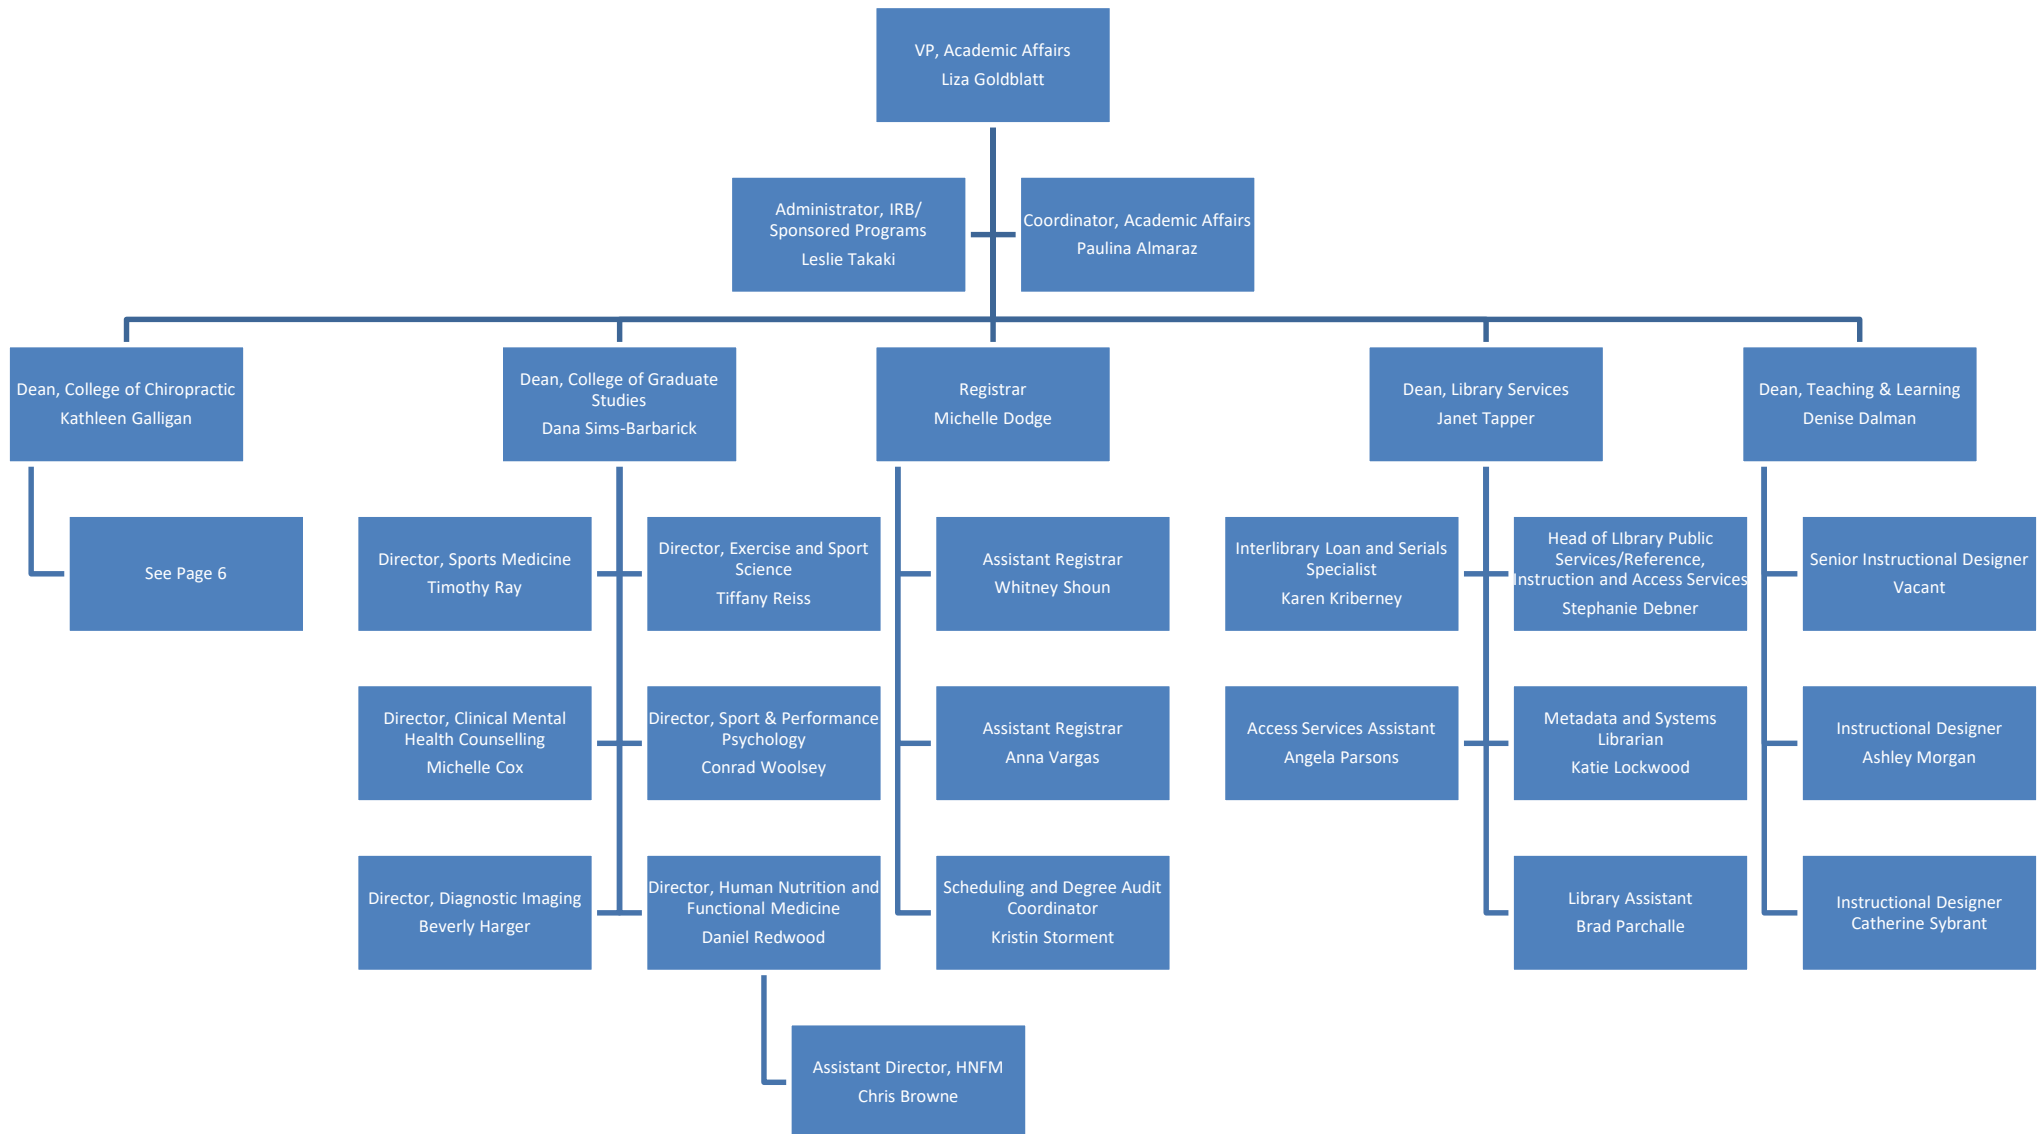 VP, Academic Affairs
Liza Goldblatt
Administrator, IRB/
Sponsored Programs
Leslie Takaki
Coordinator, Academic Affairs
Paulina Almaraz
Dean, College of Chiropractic
Kathleen Galligan
Dean, College of Graduate
Studies
Dana Sims-Barbarick
Registrar
Michelle Dodge
Dean, Library Services
Janet Tapper
Dean, Teaching & Learning
Denise Dalman
See Page 6
Director, Sports Medicine
Timothy Ray
Director, Exercise and Sport
Science
Tiffany Reiss
Assistant Registrar
Whitney Shoun
Interlibrary Loan and Serials
Specialist
Karen Kriberney
Head of LIbrary Public
Services/Reference,
Instruction and Access Services
Stephanie Debner
Senior Instructional Designer
Vacant
Director, Clinical Mental
Health Counselling
Michelle Cox
Director, Sport & Performance
Psychology
Conrad Woolsey
Assistant Registrar
Anna Vargas
Access Services Assistant
Angela Parsons
Metadata and Systems
Librarian
Katie Lockwood
Instructional Designer
Ashley Morgan
Director, Diagnostic Imaging
Beverly Harger
Director, Human Nutrition and
Functional Medicine
Daniel Redwood
Scheduling and Degree Audit
Coordinator
Kristin Storment
Library Assistant
Brad Parchalle
Instructional Designer
Catherine Sybrant
Assistant Director, HNFM
Chris Browne